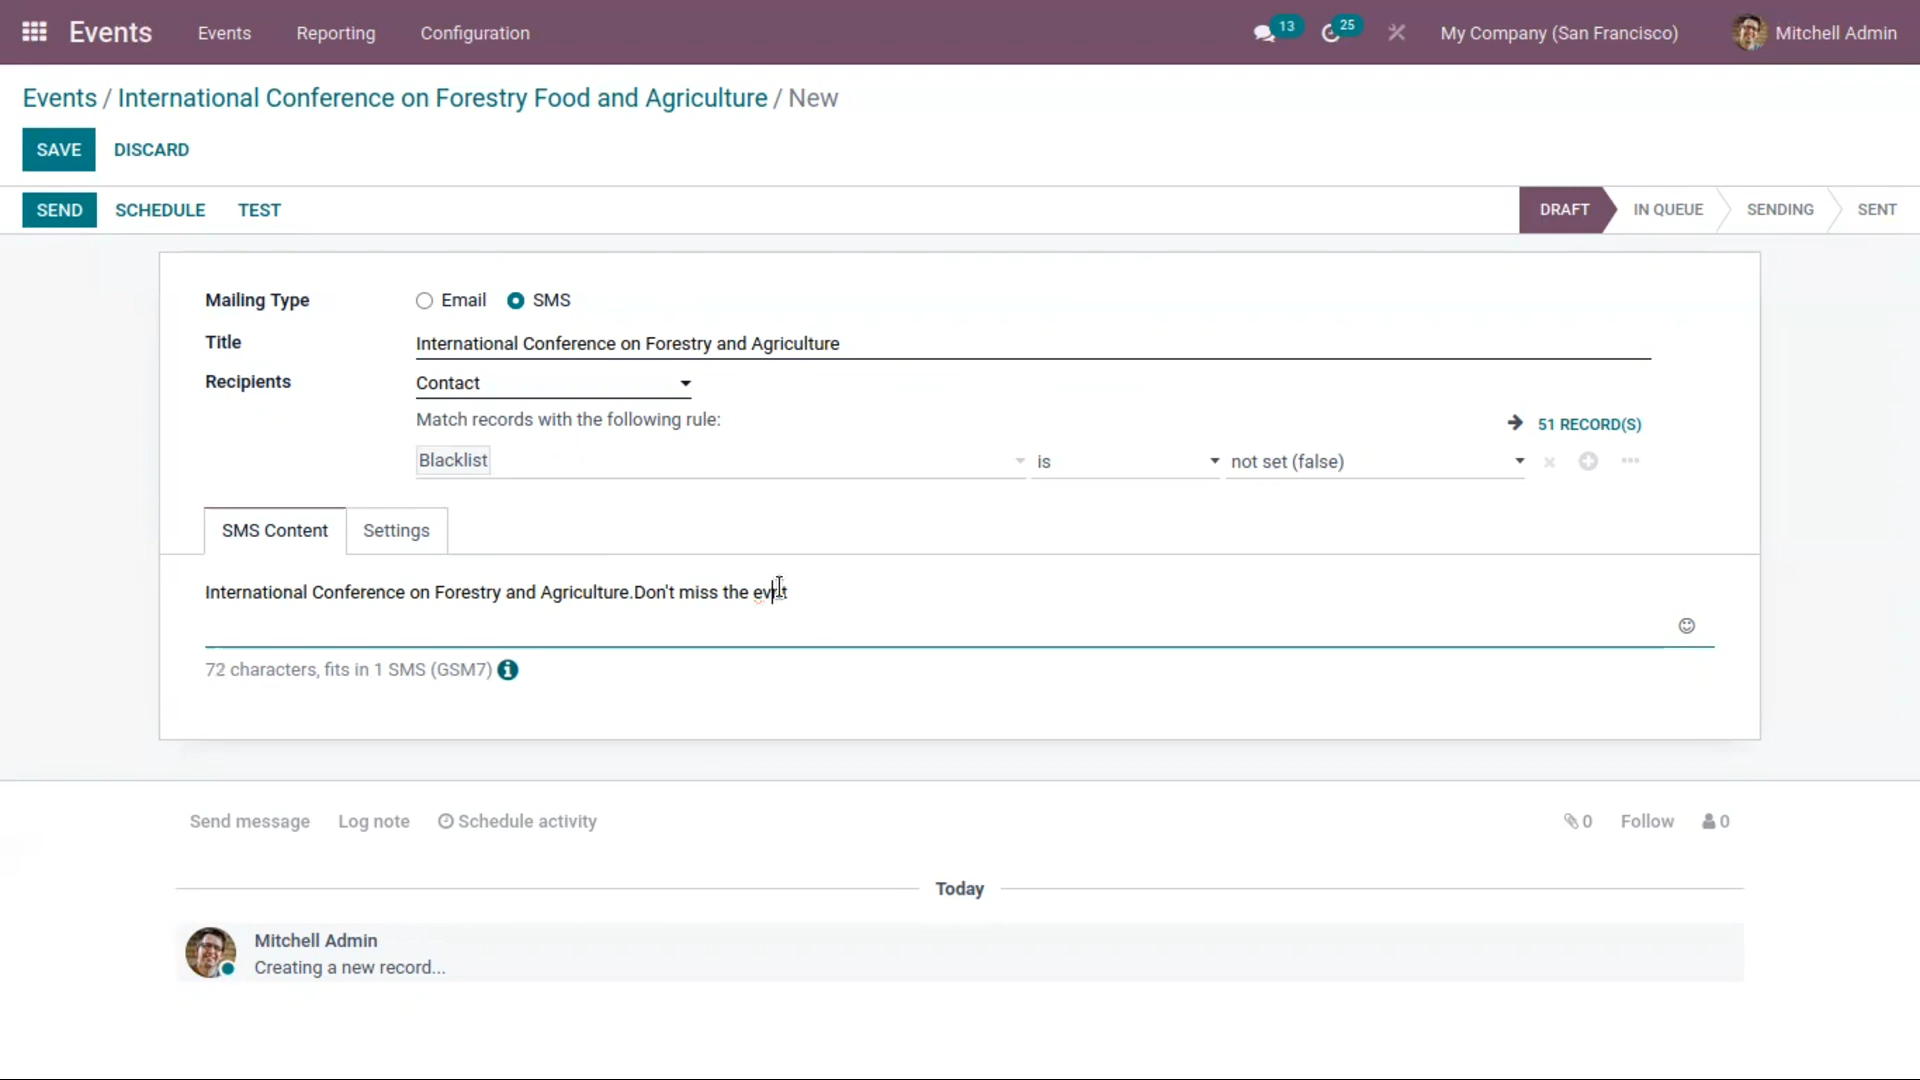 Events Events Reporting Configuration 13 25 My Company (San Francisco) Mitchell Admin
Events / International Conference on Forestry Food and Agriculture / New
SAVE DISCARD
SEND SCHEDULE TEST DRAFT IN QUEUE SENDING SENT
Mailing Type Email SMS
Title International Conference on Forestry and Agriculture
Recipients Contact
Match records with the following rule: 51 RECORD(S)
Blacklist is not set (false)
SMS Content Settings
International Conference on Forestry and Agriculture.Don't miss the
72 characters, fits in 1 SMS (GSM7)
Send message Log note Schedule activity 0 Follow 0
Today
Mitchell Admin
Creating a new record...